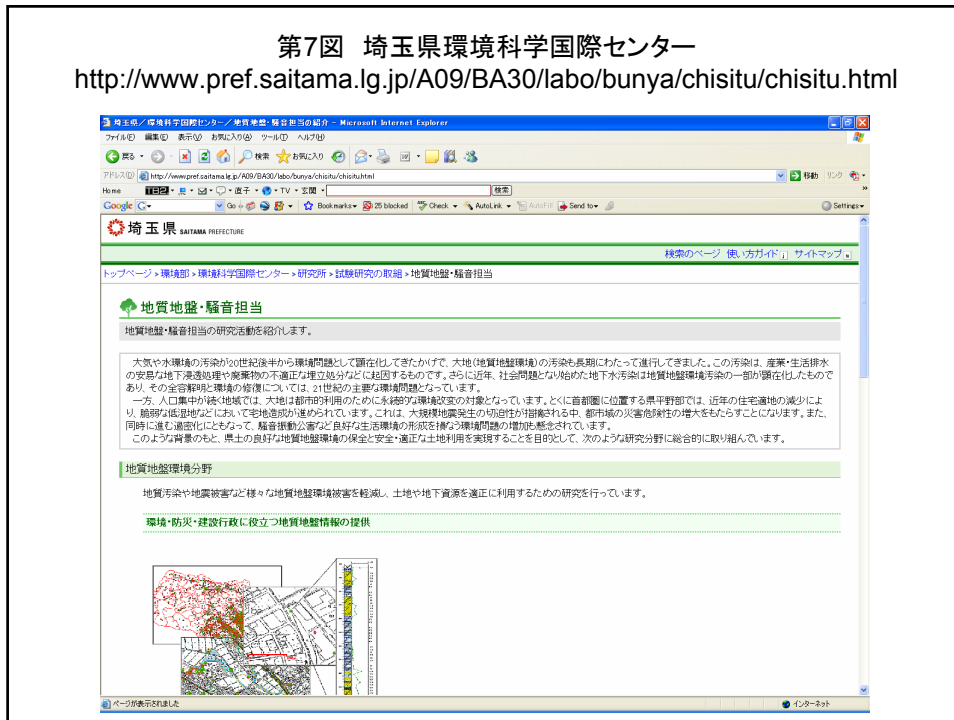 第7図 埼玉県環境科学国際センター
http://www.pref.saitama.lg.jp/A09/BA30/labo/bunya/chisitu/chisitu.html
埼玉県/環境科学国際センター/地質地盤・騒音担当の紹介 - Microsoft Internet Explorer
ファイル(F) 編集(E) 表示(V) お気に入り(A) ツール(T) ヘルプ(H)
戻る 検索 お気に入り
アドレス(D) http://www.pref.saitama.lg.jp/A09/BA30/labo/bunya/chisitu/chisitu.html 移動 リンク
Home 直子 TV 玄関 検索
Google Go Bookmarks 25 blocked Check AutoLink AutoFill Send to Settings
埼玉県 SAITAMA PREFECTURE
検索のページ 使い方ガイド サイトマップ
トップページ > 環境部 > 環境科学国際センター > 研究所 > 試験研究の取組 > 地質地盤・騒音担当
地質地盤・騒音担当
地質地盤・騒音担当の研究活動を紹介します。
大気や水環境の汚染が20世紀後半から環境問題として顕在化してきたかげで、大地(地質地盤環境)の汚染も長期にわたって進行してきました。この汚染は、産業・生活排水
の安易な地下浸透処理や廃棄物の不適正な埋立処分などに起因するものです。さらに近年、社会問題となり始めた地下水汚染は地質地盤環境汚染の一部が顕在化したもので
あり、その全容解明と環境の修復については、21世紀の主要な環境問題となっています。
一方、人口集中が続く地域では、大地は都市的利用のために永続的な環境改変の対象となっています。とくに首都圏に位置する県平野部では、近年の住宅適地の減少によ
り、脆弱な低湿地などにおいて宅地造成が進められています。これは、大規模地震発生の切迫性が指摘される中、都市域の災害危険性の増大をもたらすことになります。また、
同時に進む過密化にともなって、騒音振動公害など良好な生活環境の形成を損なう環境問題の増加も懸念されています。
このような背景のもと、県土の良好な地質地盤環境の保全と安全・適正な土地利用を実現することを目的として、次のような研究分野に総合的に取り組んでいます。
地質地盤環境分野
地質汚染や地震被害など様々な地質地盤環境被害を軽減し、土地や地下資源を適正に利用するための研究を行っています。
環境・防災・建設行政に役立つ地質地盤情報の提供
ページが表示されました インターネット